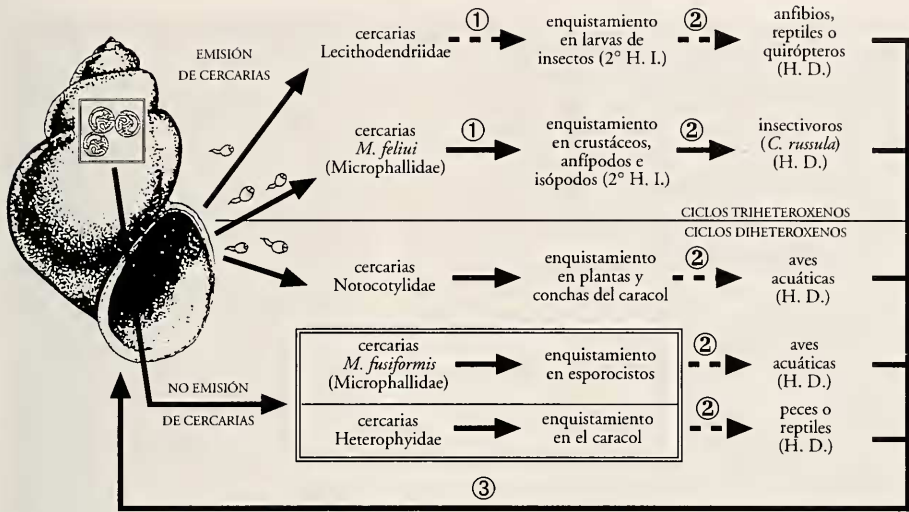 EMISIÓN
DE CERCARIAS
cercarias
Lecithodendriidae
①
enquistamiento
en larvas de
insectos (2° H. I.)
②
anfibios,
reptiles o
quirópteros
(H. D.)
cercarias
M. feliui
(Microphallidae)
①
enquistamiento
en crustáceos,
anfípodos e
isópodos (2° H. I.)
②
insectivoros
(C. russula)
(H. D.)
CICLOS TRIHETEROXENOS
CICLOS DIHETEROXENOS
cercarias
Notocotylidae
enquistamiento
en plantas y
conchas del caracol
②
aves
acuáticas
(H. D.)
NO EMISIÓN
DE CERCARIAS
cercarias
M. fusiformis
(Microphallidae)
enquistamiento
en esporocistos
②
aves
acuáticas
(H. D.)
cercarias
Heterophyidae
enquistamiento
en el caracol
②
peces o
reptiles
(H. D.)
③